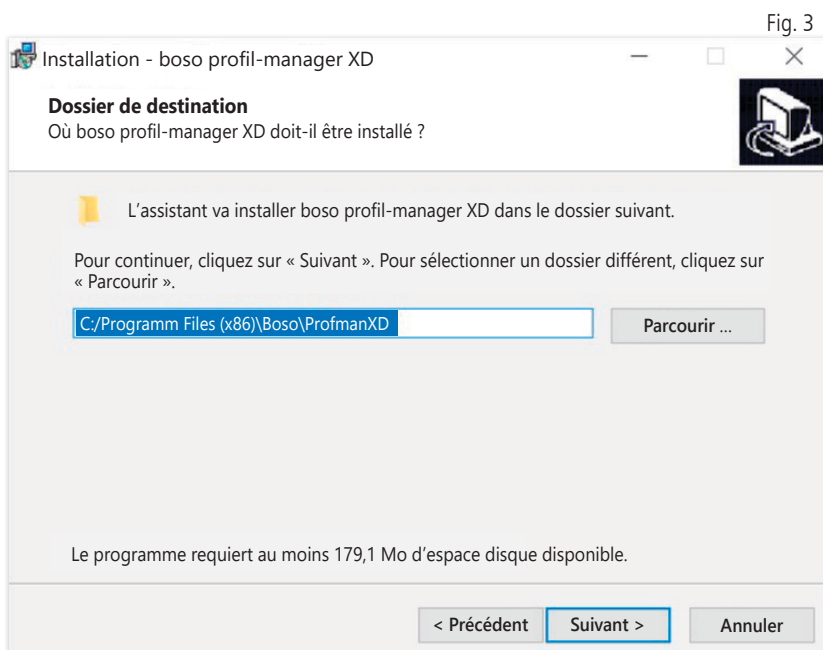 Fig. 3
Installation - boso profil-manager XD
Dossier de destination
Où boso profil-manager XD doit-il être installé ?
L’assistant va installer boso profil-manager XD dans le dossier suivant.
Pour continuer, cliquez sur « Suivant ». Pour sélectionner un dossier différent, cliquez sur
« Parcourir ».
C:/Programm Files (x86)\Boso\ProfmanXD
Parcourir ...
Le programme requiert au moins 179,1 Mo d’espace disque disponible.
< Précédent
Suivant >
Annuler